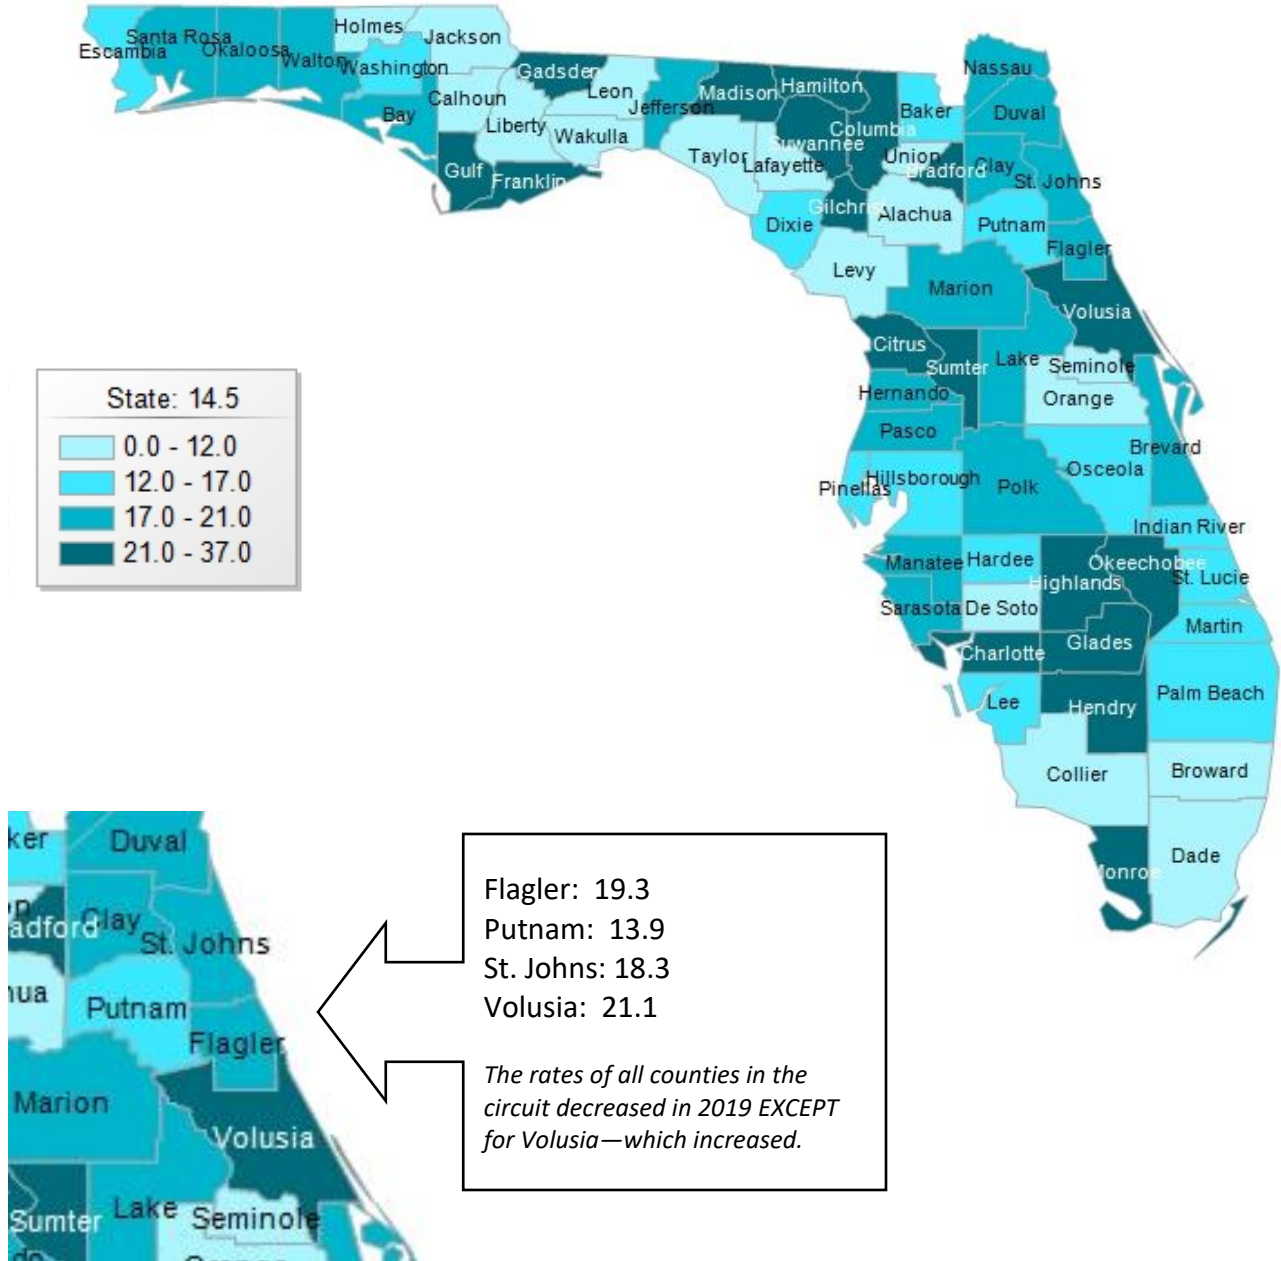 Holmes
Jackson
Santa Rosa
Escambia
Okaloosa
Walton
Washington
Gadsden
Leon
Madison
Hamilton
Nassau
Calhoun
Jefferson
Bay
Liberty
Wakulla
Columbia
Suwannee
Baker
Duval
Gulf
Franklin
Taylor
Lafayette
Union
Bradford
Clay
St. Johns
Gilchrist
Alachua
Dixie
Putnam
Flagler
Levy
Marion
Volusia
Citrus
Sumter
Lake
Seminole
Hernando
Orange
Pasco
Brevard
Osceola
Pinellas
Hillsborough
Polk
Indian River
Manatee
Hardee
Okeechobee
Highlands
St. Lucie
Sarasota
De Soto
Martin
Charlotte
Glades
Lee
Hendry
Palm Beach
Collier
Broward
Dade
Monroe
State: 14.5
0.0 - 12.0
12.0 - 17.0
17.0 - 21.0
21.0 - 37.0
ker
Duval
on
adford
Clay
St. Johns
ua
Putnam
Flagler
Marion
Volusia
Sumter
Lake
Seminole
do
Orange
Flagler: 19.3
Putnam: 13.9
St. Johns: 18.3
Volusia: 21.1
The rates of all counties in the
circuit decreased in 2019 EXCEPT
for Volusia—which increased.